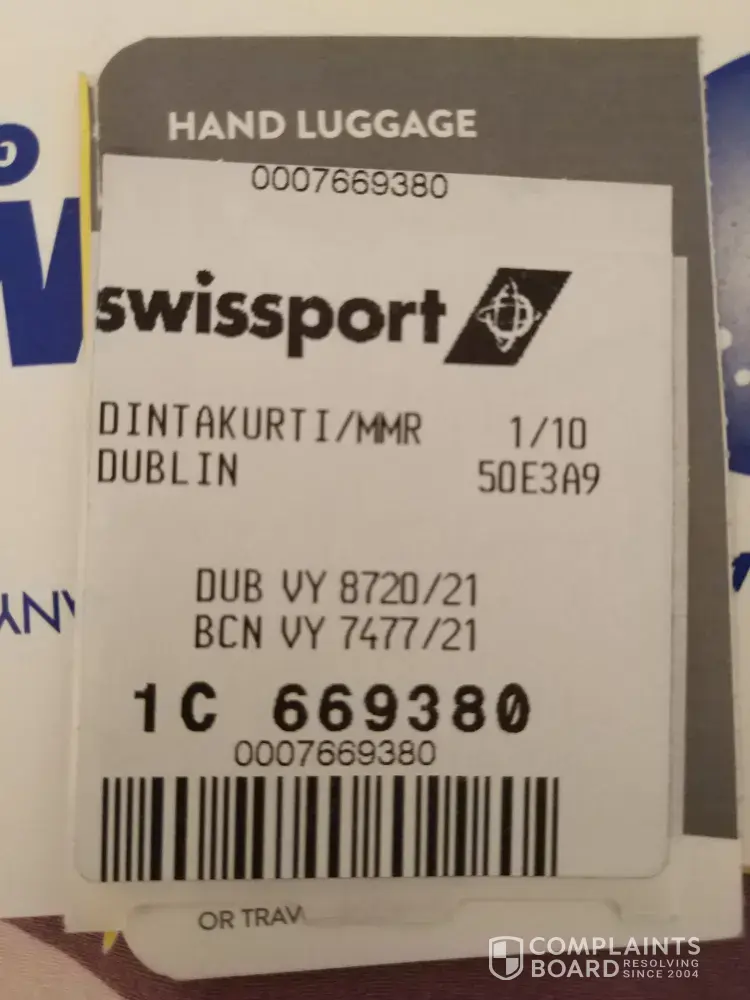 HAND LUGGAGE
0007669380
swissport
DINTAKURTI/MMR 1/10
DUBLIN 50E3A9
DUB VY 8720/21
BCN VY 7477/21
1C 669380
0007669380
OR TRAV
COMPLAINTS
BOARD RESOLVING
SINCE 2004